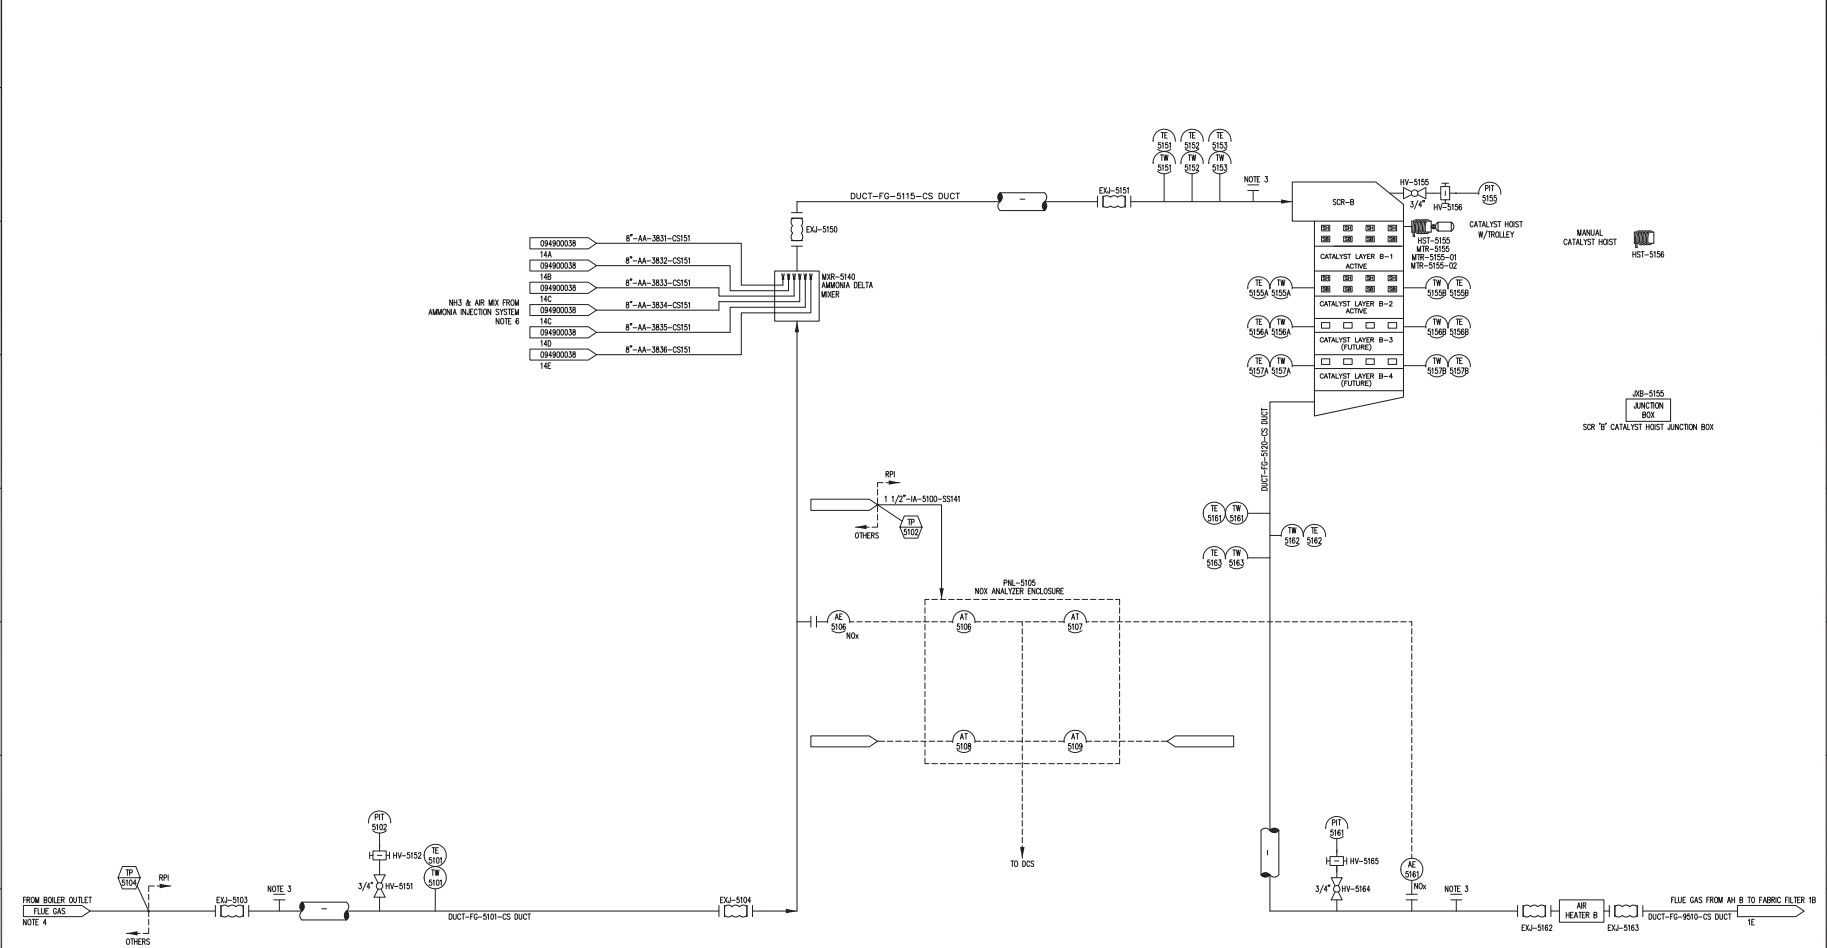 TE
5151
TE
5152
TE
5153
TW
5151
TW
5152
TW
5153
NOTE 3
EXJ-5151
DUCT-FG-5115-CS DUCT
SCR-B
HV-5155
3/4"
HV-5156
PIT
5155
EXJ-5150
HST-5155
MTR-5155
MTR-5155-01
MTR-5155-02
CATALYST HOIST
W/TROLLEY
MANUAL
CATALYST HOIST
HST-5156
094900038
8"-AA-3831-CS151
14A
094900038
8"-AA-3832-CS151
14B
094900038
8"-AA-3833-CS151
14C
094900038
8"-AA-3834-CS151
14C
094900038
8"-AA-3835-CS151
14D
094900038
8"-AA-3836-CS151
14E
NH3 & AIR MIX FROM
AMMONIA INJECTION SYSTEM
NOTE 6
MXR-5140
AMMONIA DELTA
MIXER
CATALYST LAYER B-1
ACTIVE
CATALYST LAYER B-2
ACTIVE
CATALYST LAYER B-3
(FUTURE)
CATALYST LAYER B-4
(FUTURE)
TE
5155A
TW
5155A
TW
5155B
TE
5155B
TE
5156A
TW
5156A
TW
5156B
TE
5156B
TE
5157A
TW
5157A
TW
5157B
TE
5157B
JXB-5155
JUNCTION
BOX
SCR "B" CATALYST HOIST JUNCTION BOX
DUCT-FG-5120-CS DUCT
RPI
1 1/2"-IA-5100-SS141
TP
5102
OTHERS
TE
5161
TW
5161
TW
5162
TE
5162
TE
5163
TW
5163
PNL-5105
NOX ANALYZER ENCLOSURE
AE
5106
NOx
AT
5106
AT
5107
AT
5108
AT
5109
TO DCS
PIT
5102
HV-5152
3/4"
HV-5151
TE
5101
TW
5101
TP
5104
RPI
FROM BOILER OUTLET
FLUE GAS
NOTE 4
OTHERS
EXJ-5103
NOTE 3
DUCT-FG-5101-CS DUCT
EXJ-5104
PIT
5161
HV-5165
3/4"
HV-5164
AE
5161
NOx
NOTE 3
EXJ-5162
AIR
HEATER B
EXJ-5163
FLUE GAS FROM AH B TO FABRIC FILTER 1B
DUCT-FG-9510-CS DUCT
1E